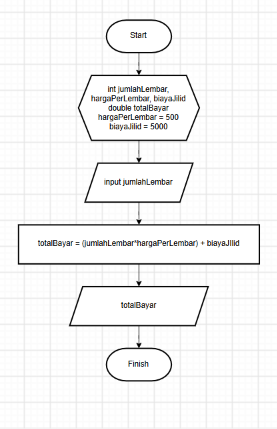 Start
int jumlahLembar,
hargaPerLembar, biayaJilid
double totalBayar
hargaPerLembar = 500
biayaJilid = 5000
input jumlahLembar
totalBayar = (jumlahLembar*hargaPerLembar) + biayaJilid
totalBayar
Finish